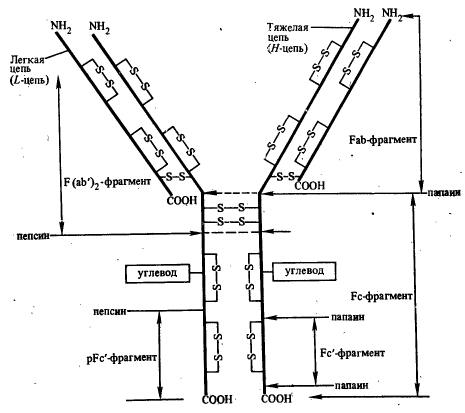 NH₂ NH₂ Тяжелая цепь (H-цепь) NH₂ NH₂
Легкая
цепь
(L-цепь)
S–S
S–S
S–S
S–S
S–S
S–S
S–S
S–S
Fab-фрагмент
S–S
S–S
F(ab′)₂-фрагмент
COOH
COOH
папаин
S–S
S–S
пепсин
углевод
S–S
S–S
углевод
Fc-фрагмент
пепсин
папаин
pFc′-фрагмент
S–S
S–S
Fc′-фрагмент
папаин
COOH
COOH